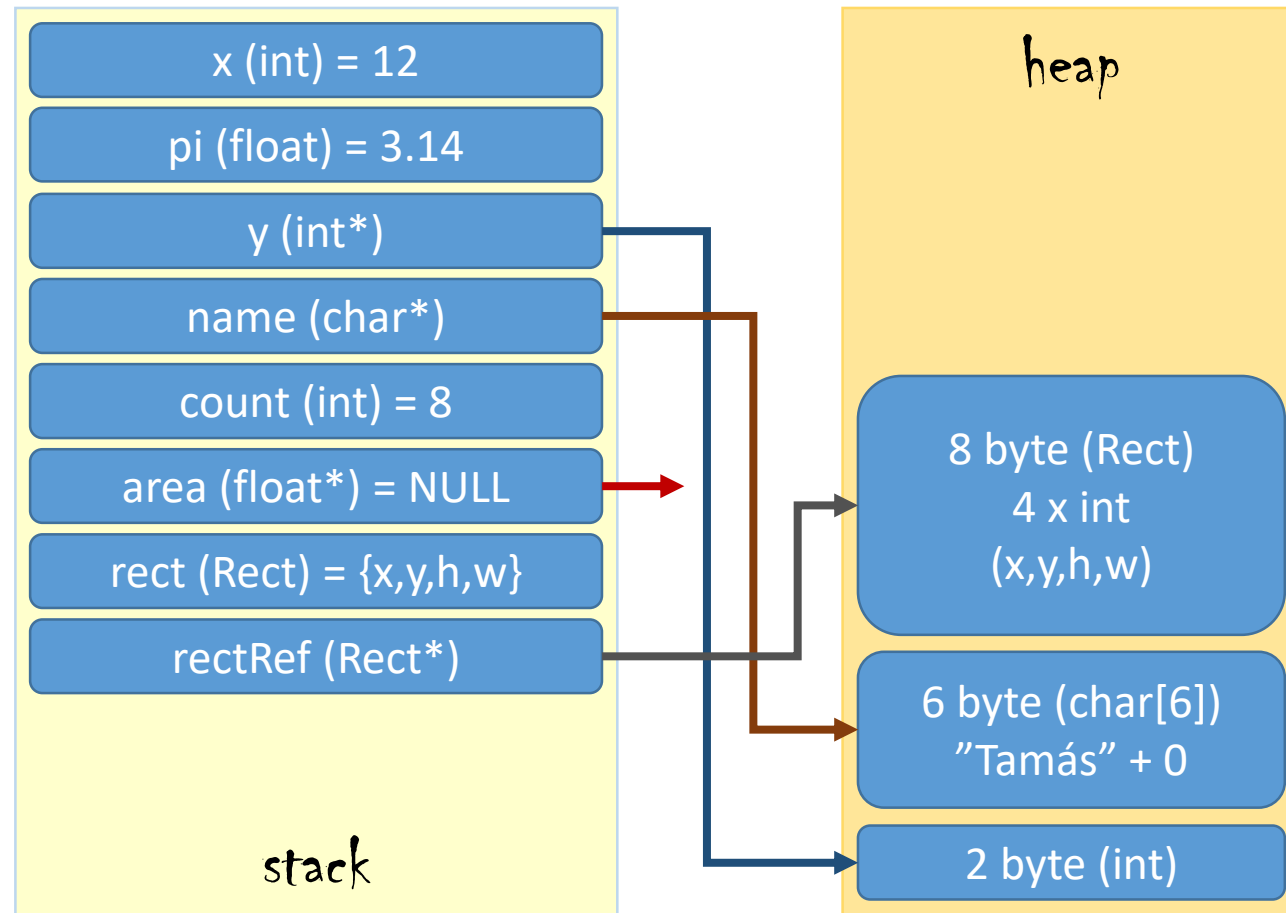 x (int) = 12
pi (float) = 3.14
y (int*)
name (char*)
count (int) = 8
area (float*) = NULL
rect (Rect) = {x,y,h,w}
rectRef (Rect*)
stack
heap
8 byte (Rect)
4 x int
(x,y,h,w)
6 byte (char[6])
”Tamás” + 0
2 byte (int)